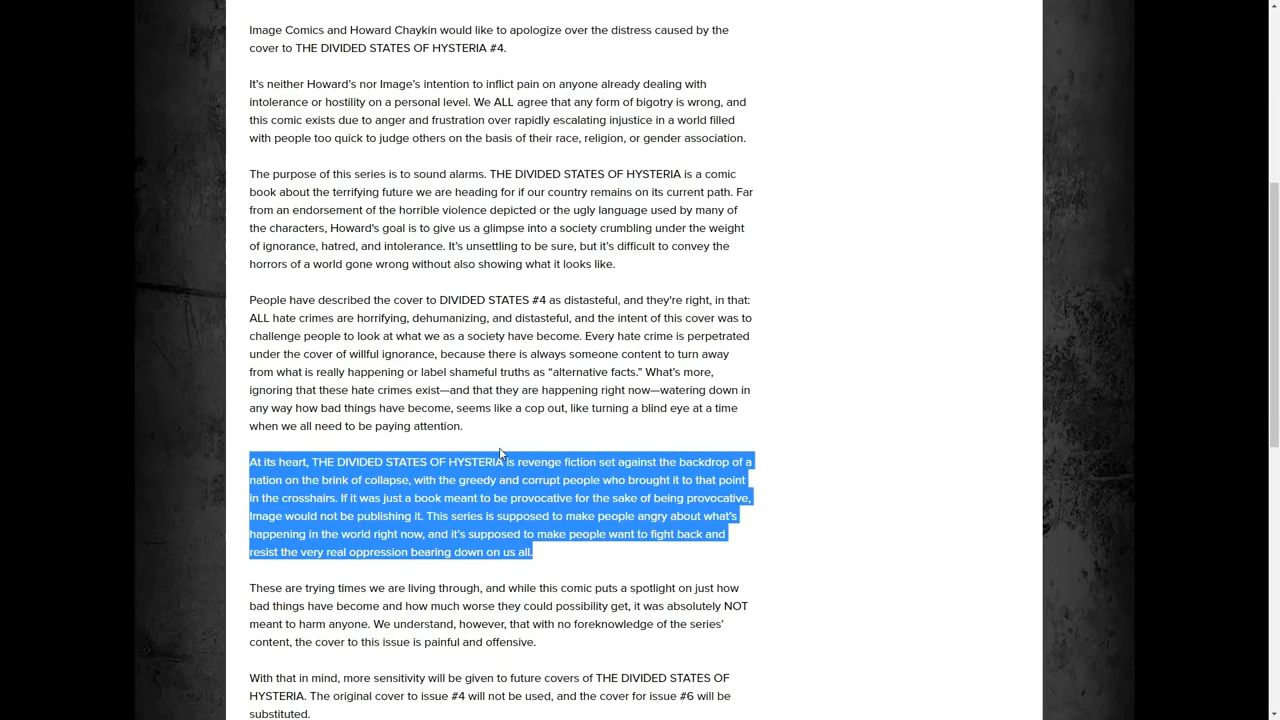 Image Comics and Howard Chaykin would like to apologize over the distress caused by the
cover to THE DIVIDED STATES OF HYSTERIA #4.
It’s neither Howard’s nor Image’s intention to inflict pain on anyone already dealing with
intolerance or hostility on a personal level. We ALL agree that any form of bigotry is wrong, and
this comic exists due to anger and frustration over rapidly escalating injustice in a world filled
with people too quick to judge others on the basis of their race, religion, or gender association.
The purpose of this series is to sound alarms. THE DIVIDED STATES OF HYSTERIA is a comic
book about the terrifying future we are heading for if our country remains on its current path. Far
from an endorsement of the horrible violence depicted or the ugly language used by many of
the characters, Howard's goal is to give us a glimpse into a society crumbling under the weight
of ignorance, hatred, and intolerance. It’s unsettling to be sure, but it’s difficult to convey the
horrors of a world gone wrong without also showing what it looks like.
People have described the cover to DIVIDED STATES #4 as distasteful, and they're right, in that:
ALL hate crimes are horrifying, dehumanizing, and distasteful, and the intent of this cover was to
challenge people to look at what we as a society have become. Every hate crime is perpetrated
under the cover of willful ignorance, because there is always someone content to turn away
from what is really happening or label shameful truths as “alternative facts.” What’s more,
ignoring that these hate crimes exist—and that they are happening right now—watering down in
any way how bad things have become, seems like a cop out, like turning a blind eye at a time
when we all need to be paying attention.
At its heart, THE DIVIDED STATES OF HYSTERIA is revenge fiction set against the backdrop of a
nation on the brink of collapse, with the greedy and corrupt people who brought it to that point
in the crosshairs. If it was just a book meant to be provocative for the sake of being provocative,
Image would not be publishing it. This series is supposed to make people angry about what’s
happening in the world right now, and it’s supposed to make people want to fight back and
resist the very real oppression bearing down on us all.
These are trying times we are living through, and while this comic puts a spotlight on just how
bad things have become and how much worse they could possibility get, it was absolutely NOT
meant to harm anyone. We understand, however, that with no foreknowledge of the series’
content, the cover to this issue is painful and offensive.
With that in mind, more sensitivity will be given to future covers of THE DIVIDED STATES OF
HYSTERIA. The original cover to issue #4 will not be used, and the cover for issue #6 will be
substituted.